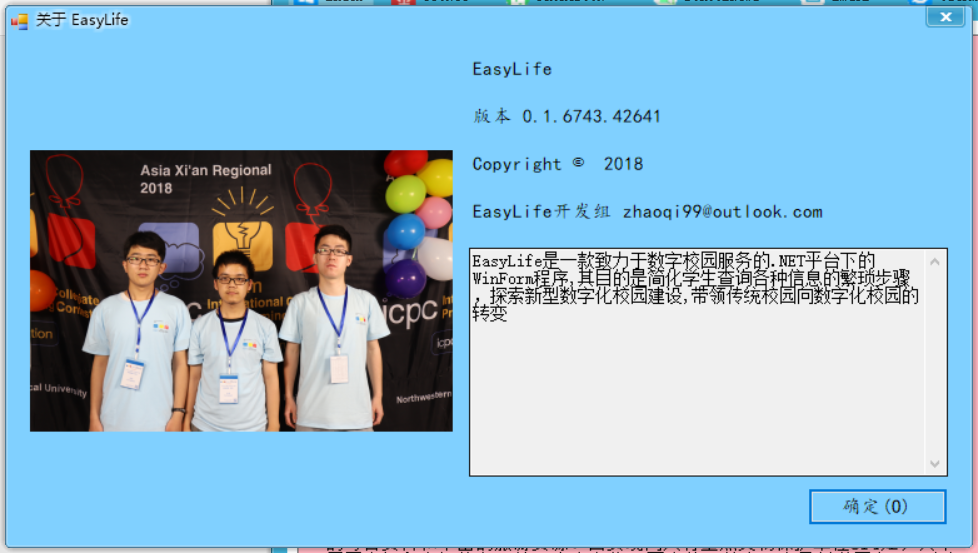 关于 EasyLife
EasyLife
版本 0.1.6743.42641
Copyright © 2018
EasyLife开发组 zhaoqi99@outlook.com
Asia Xi'an Regional
2018
icpc
Northwestern
EasyLife是一款致力于数字校园服务的.NET平台下的
WinForm程序,其目的是简化学生查询各种信息的繁琐步骤
,探索新型数字化校园建设,带领传统校园向数字化校园的
转变
确定(O)